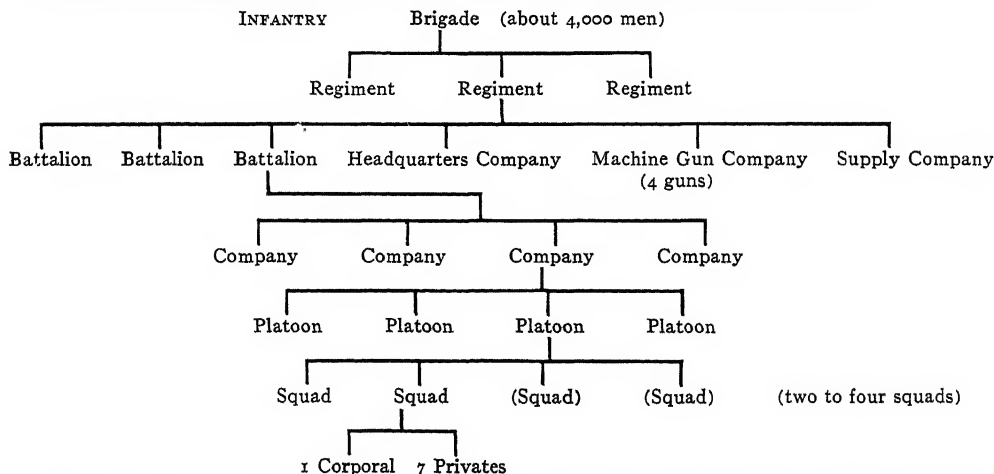 INFANTRY Brigade (about 4,000 men)
Regiment Regiment Regiment
Battalion Battalion Battalion Headquarters Company Machine Gun Company Supply Company
(4 guns)
Company Company Company Company
Platoon Platoon Platoon Platoon
Squad Squad (Squad) (Squad) (two to four squads)
1 Corporal 7 Privates